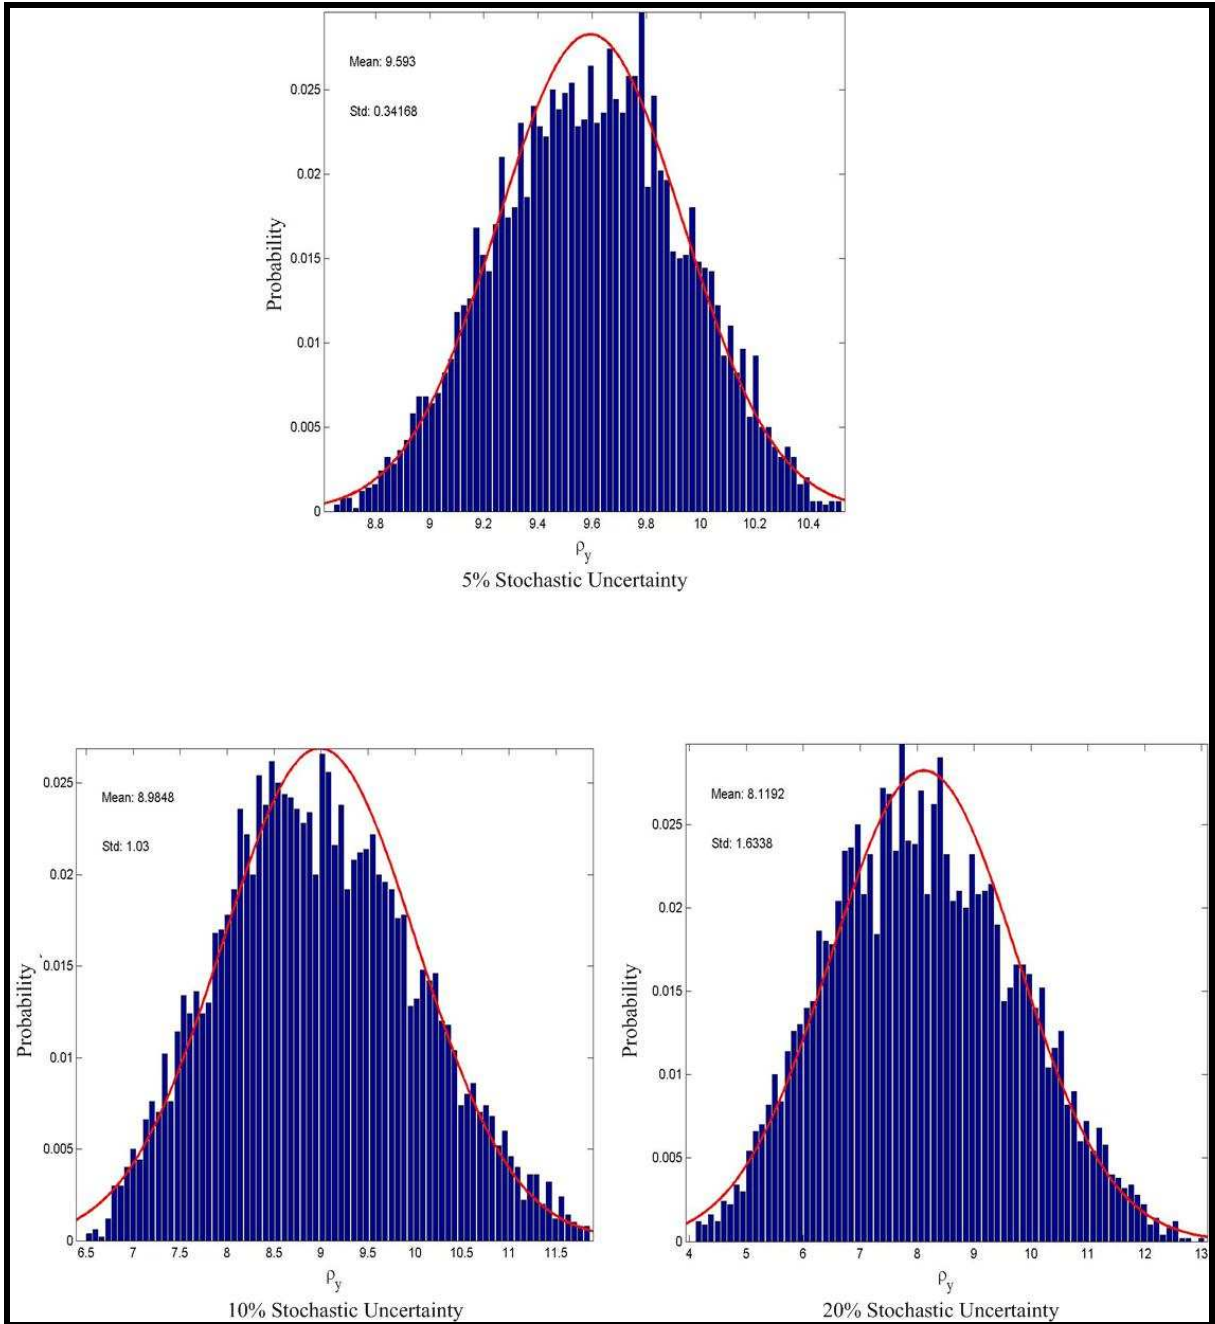 Mean: 9.593
Std: 0.34168
0.025
0.02
0.015
0.01
0.005
0
Probability
8.8 9 9.2 9.4 9.6 9.8 10 10.2 10.4
ρy
5% Stochastic Uncertainty
Mean: 8.9848
Std: 1.03
0.025
0.02
0.015
0.01
0.005
0
Probability
6.5 7 7.5 8 8.5 9 9.5 10 10.5 11 11.5
ρy
10% Stochastic Uncertainty
Mean: 8.1192
Std: 1.6338
0.025
0.02
0.015
0.01
0.005
0
Probability
4 5 6 7 8 9 10 11 12 13
ρy
20% Stochastic Uncertainty